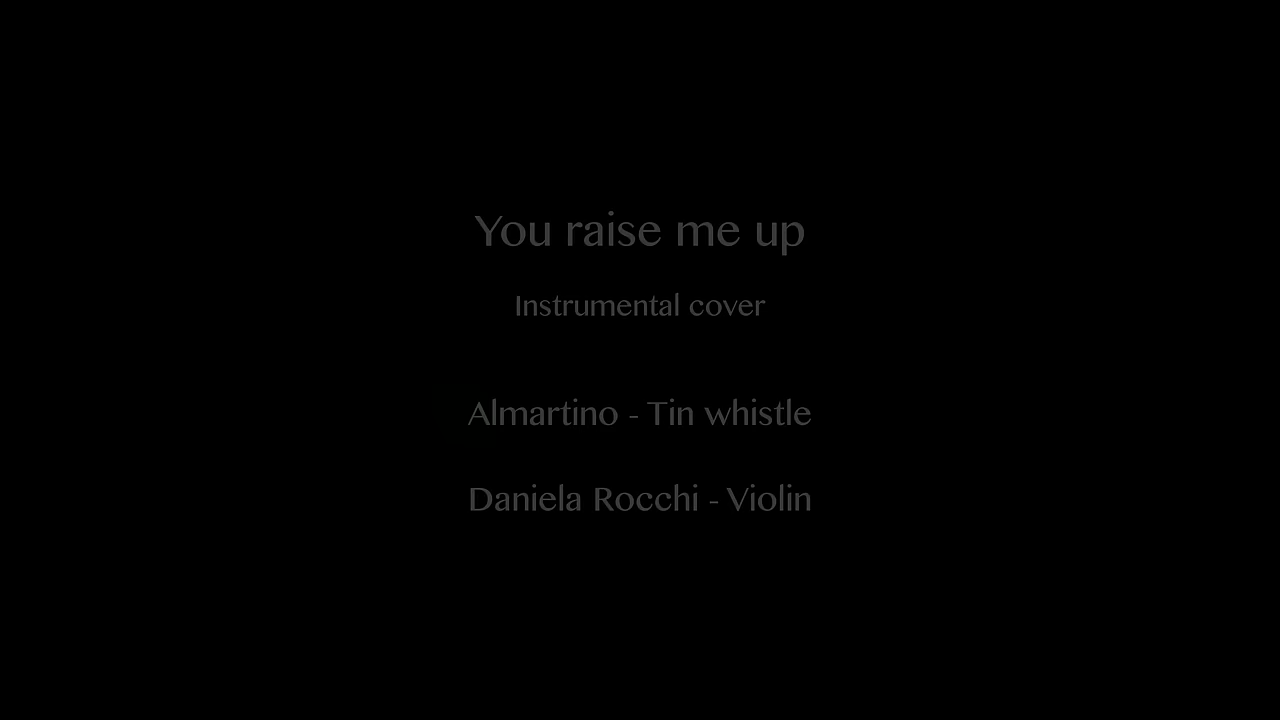 You raise me up
Instrumental cover
Almartino - Tin whistle
Daniela Rocchi - Violin